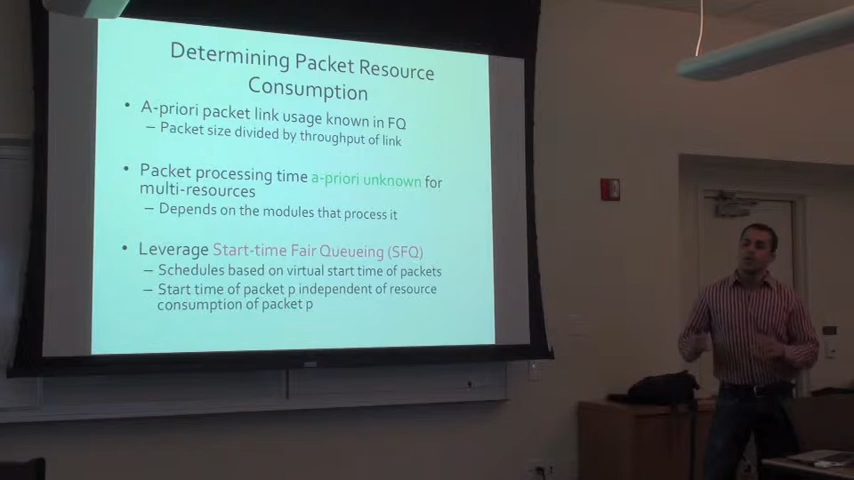 Determining Packet Resource
Consumption
• A-priori packet link usage known in FQ
– Packet size divided by throughput of link
• Packet processing time a-priori unknown for
multi-resources
– Depends on the modules that process it
• Leverage Start-time Fair Queueing (SFQ)
– Schedules based on virtual start time of packets
– Start time of packet p independent of resource
consumption of packet p